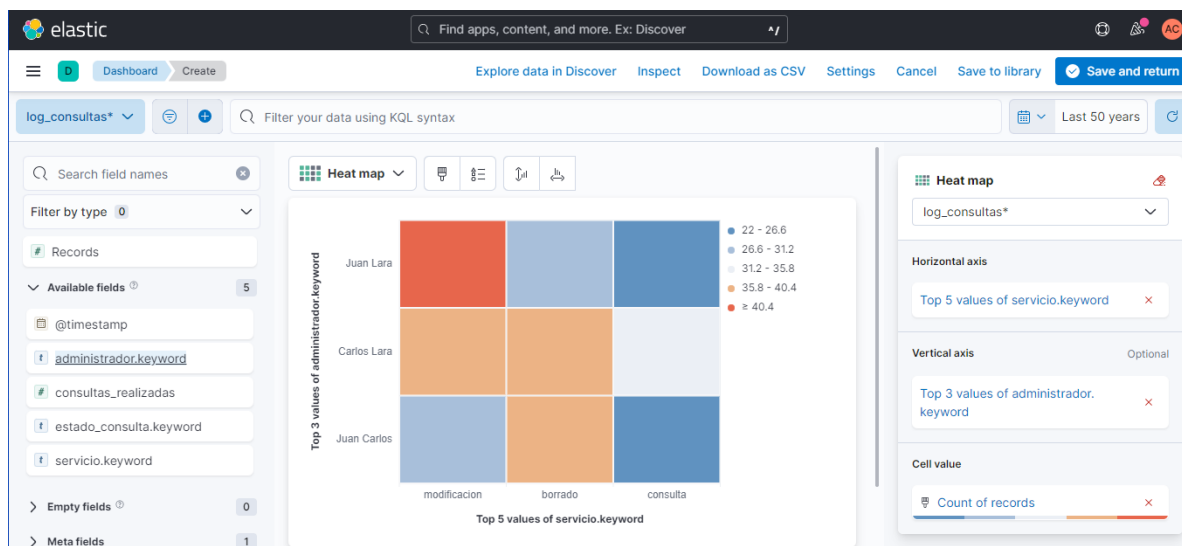 elastic
Find apps, content, and more. Ex: Discover
^/
AC
D
Dashboard
Create
Explore data in Discover
Inspect
Download as CSV
Settings
Cancel
Save to library
Save and return
log_consultas*
Filter your data using KQL syntax
Last 50 years
Search field names
Filter by type 0
Records
Available fields
5
@timestamp
administrador.keyword
consultas_realizadas
estado_consulta.keyword
servicio.keyword
Empty fields
0
Meta fields
1
Heat map
Top 3 values of administrador.keyword
Juan Lara
Carlos Lara
Juan Carlos
modificacion
borrado
consulta
Top 5 values of servicio.keyword
22 - 26.6
26.6 - 31.2
31.2 - 35.8
35.8 - 40.4
≥ 40.4
Heat map
log_consultas*
Horizontal axis
Top 5 values of servicio.keyword
Vertical axis
Optional
Top 3 values of administrador.
keyword
Cell value
Count of records